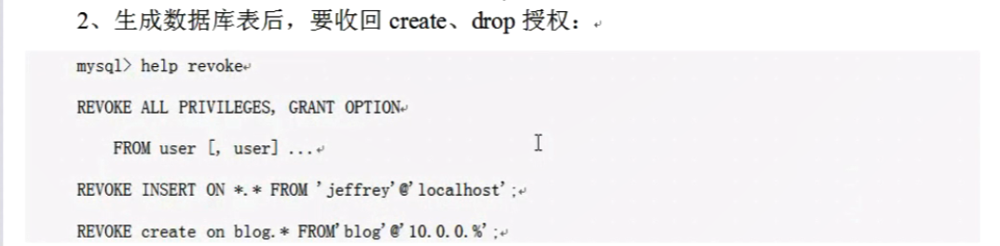 2、生成数据库表后，要收回 create、drop 授权：
mysql> help revoke
REVOKE ALL PRIVILEGES, GRANT OPTION
FROM user [, user] ...
REVOKE INSERT ON *.* FROM 'jeffrey'@'localhost';
REVOKE create on blog.* FROM'blog'@'10.0.0.%';